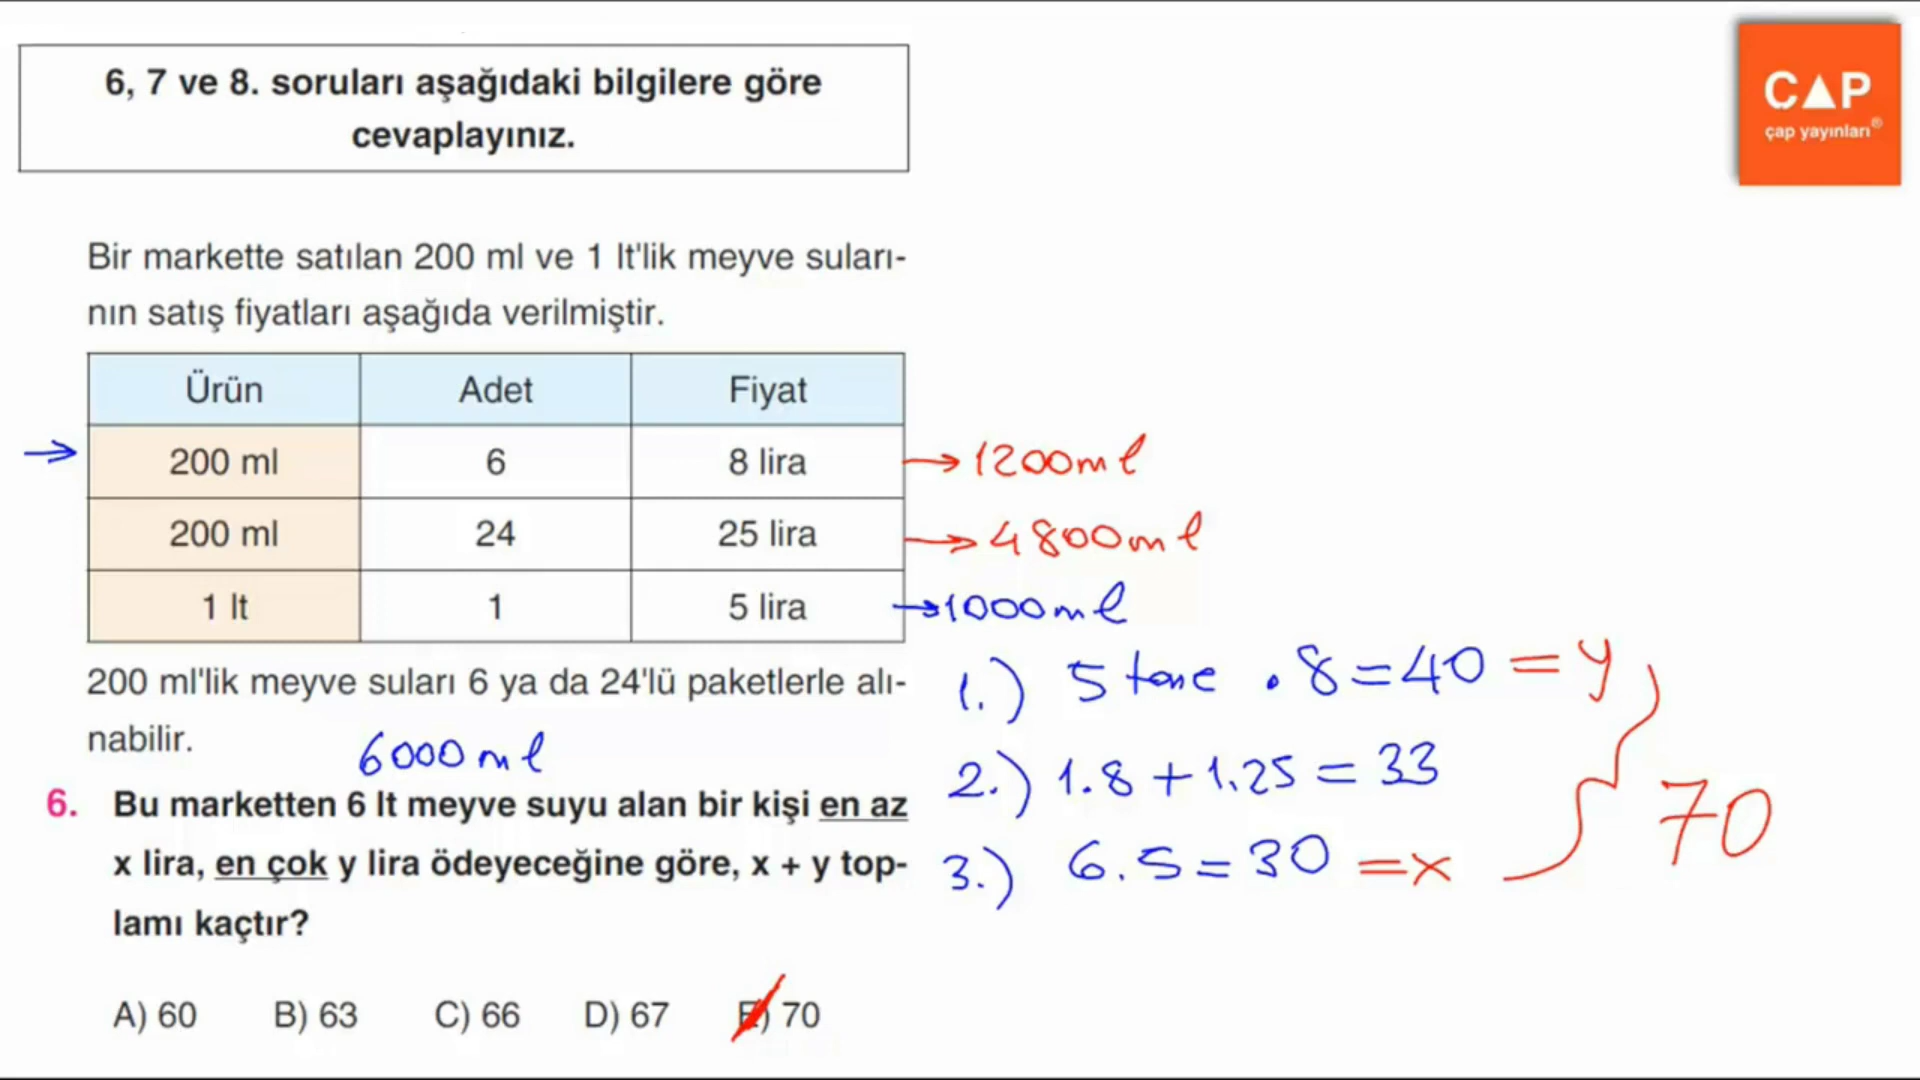 6, 7 ve 8. soruları aşağıdaki bilgilere göre
cevaplayınız.
ÇAP
çap yayınları®
Bir markette satılan 200 ml ve 1 lt'lik meyve suları-
nın satış fiyatları aşağıda verilmiştir.
Ürün Adet Fiyat
→ 200 ml 6 8 lira → 1200ml
200 ml 24 25 lira → 4800ml
1 lt 1 5 lira → 1000ml
200 ml'lik meyve suları 6 ya da 24'lü paketlerle alı-
nabilir.
6000ml
6. Bu marketten 6 lt meyve suyu alan bir kişi en az
x lira, en çok y lira ödeyeceğine göre, x + y top-
lamı kaçtır?
A) 60 B) 63 C) 66 D) 67 E) 70
1.) 5 tane . 8 = 40 = y
2.) 1.8 + 1.25 = 33
3.) 6.5 = 30 = x
70